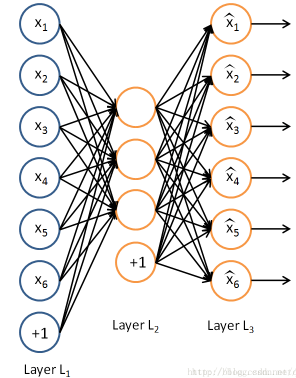 x1
x2
x3
x4
x5
x6
+1
Layer L1
+1
Layer L2
x̂1
x̂2
x̂3
x̂4
x̂5
x̂6
Layer L3